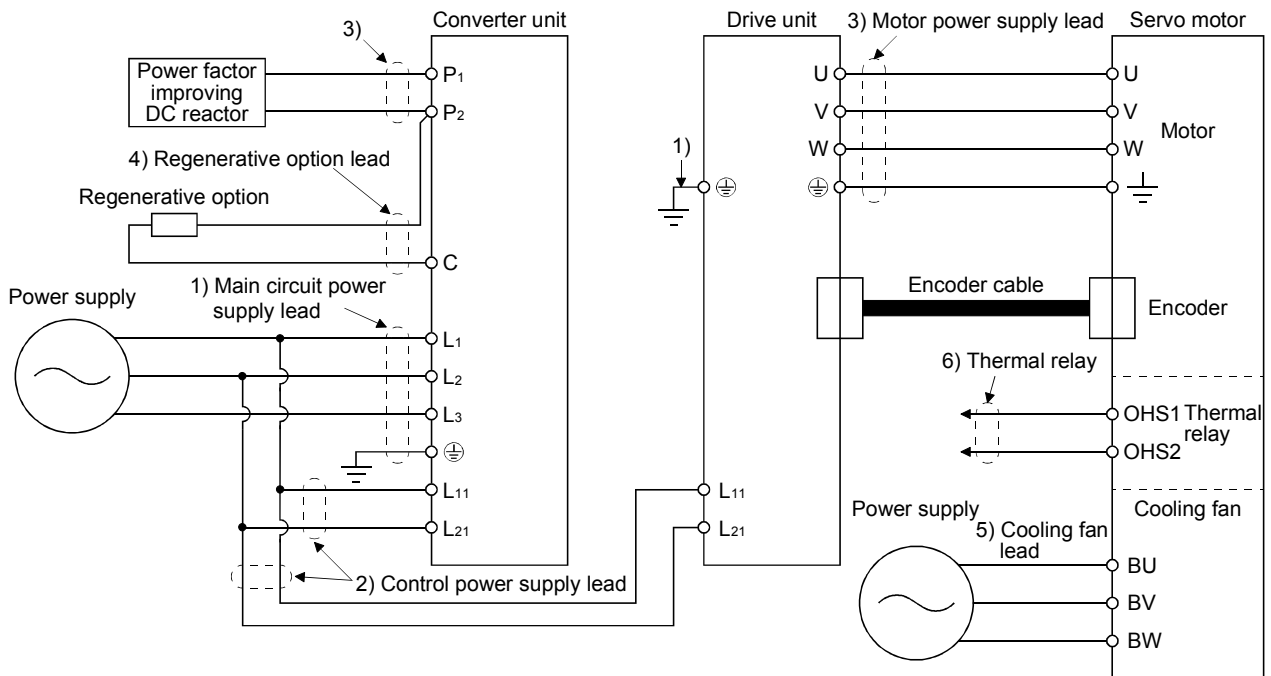 Converter unit
Drive unit
3) Motor power supply lead
Servo motor
3)
Power factor
improving
DC reactor
P1
P2
U
V
W
U
V
W
Motor
1)
4) Regenerative option lead
Regenerative option
C
1) Main circuit power
supply lead
Power supply
L1
L2
L3
L11
L21
2) Control power supply lead
L11
L21
Encoder cable
Encoder
6) Thermal relay
OHS1 Thermal
relay
OHS2
Power supply
Cooling fan
5) Cooling fan
lead
BU
BV
BW